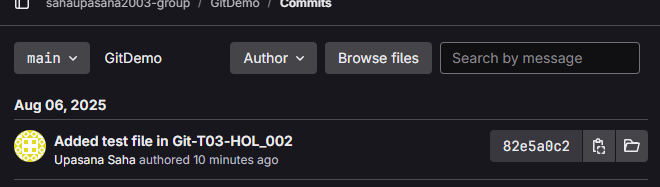 sahaupasana2003-group / GitDemo / Commits
main GitDemo Author Browse files Search by message
Aug 06, 2025
Added test file in Git-T03-HOL_002
Upasana Saha authored 10 minutes ago
82e5a0c2